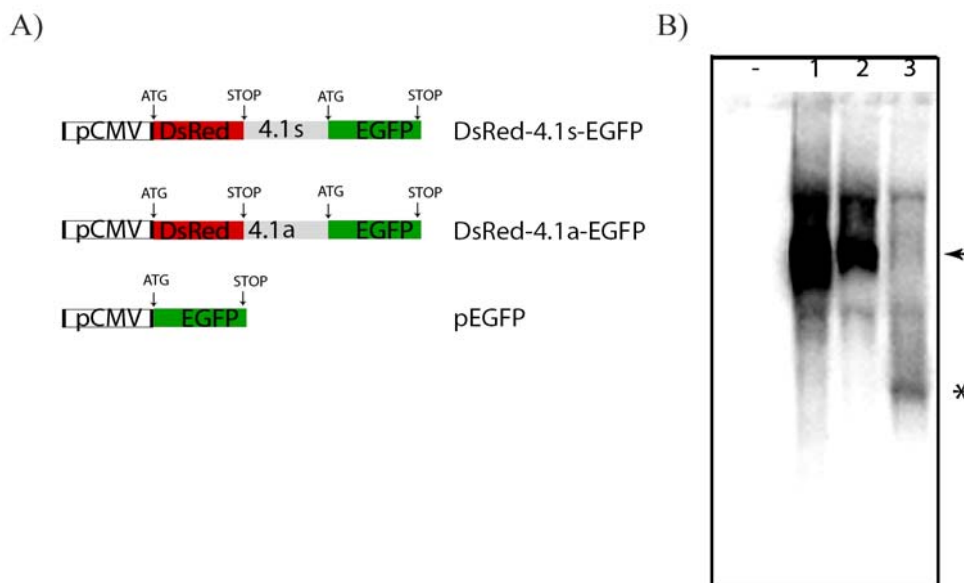 A)
ATG STOP ATG STOP
pCMV DsRed 4.1s EGFP DsRed-4.1s-EGFP
ATG STOP ATG STOP
pCMV DsRed 4.1a EGFP DsRed-4.1a-EGFP
ATG STOP
pCMV EGFP pEGFP
B)
- 1 2 3
*